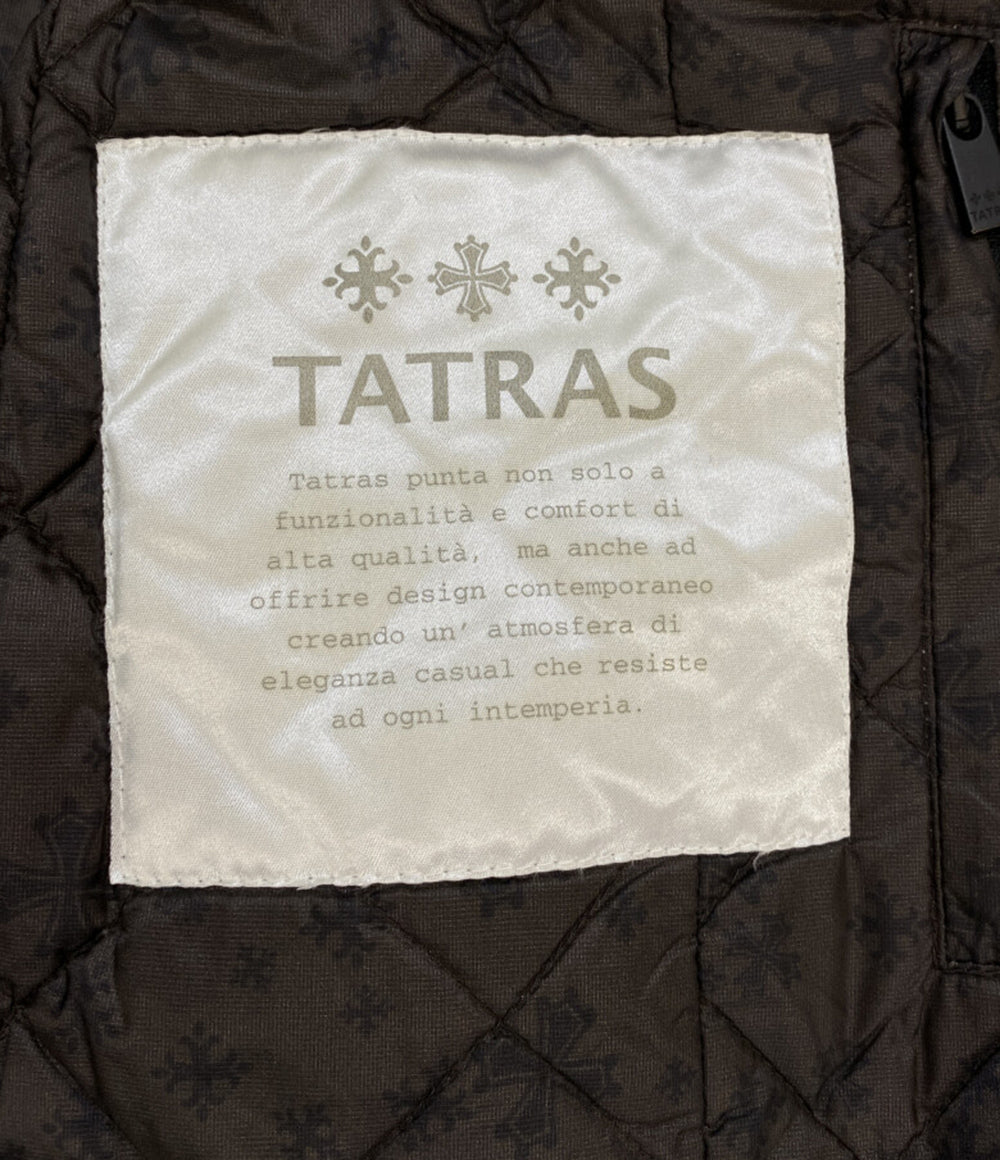 TATRAS
Tatras punta non solo a
funzionalità e comfort di
alta qualità, ma anche ad
offrire design contemporaneo
creando un' atmosfera di
eleganza casual che resiste
ad ogni intemperia.